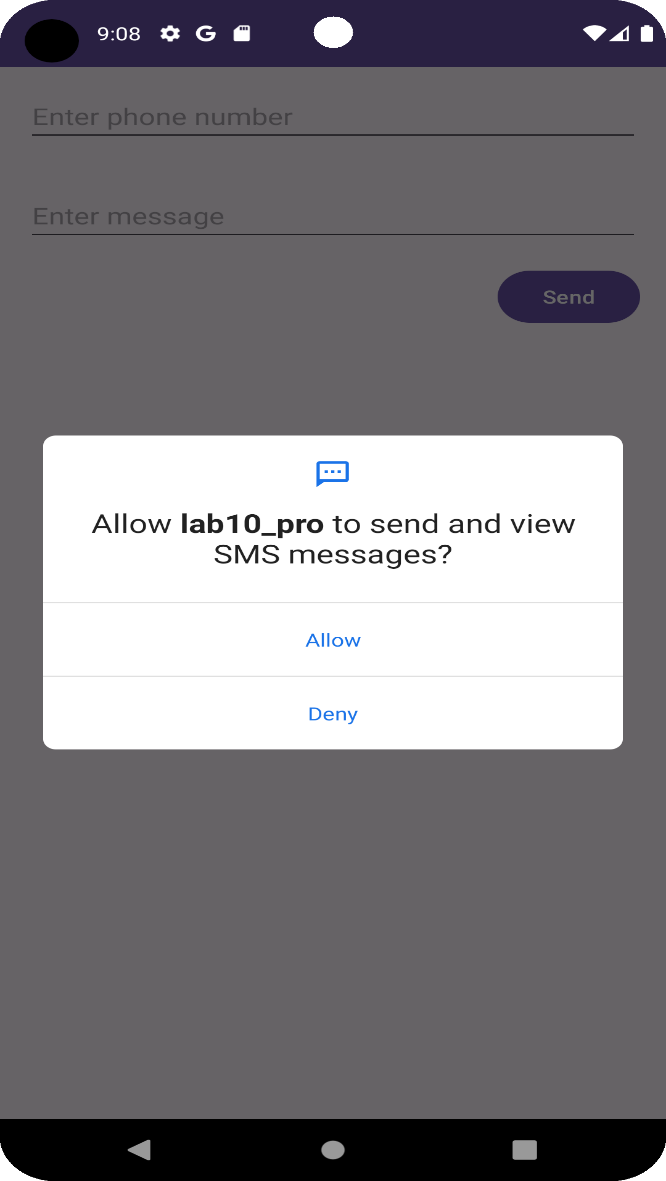 9:08
Enter phone number
Enter message
Send
Allow lab10_pro to send and view
SMS messages?
Allow
Deny